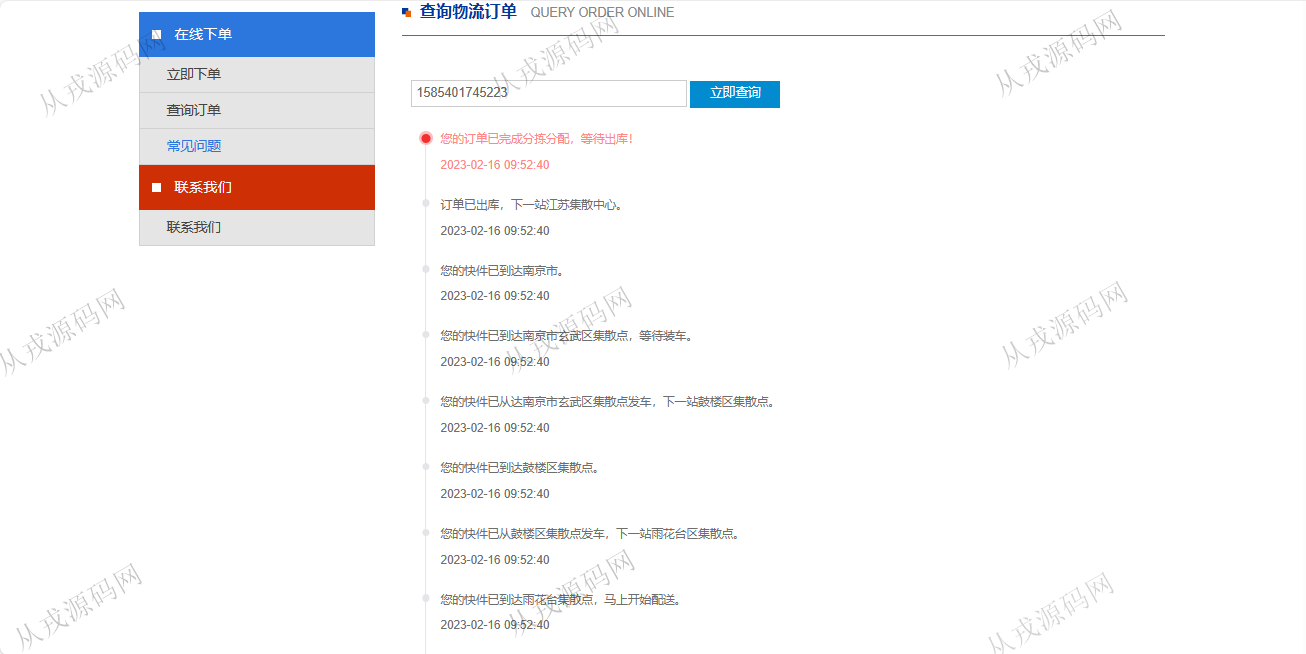 在线下单
立即下单
查询订单
常见问题
联系我们
联系我们
查询物流订单 QUERY ORDER ONLINE
1585401745223 立即查询
您的订单已完成分拣分配，等待出库！
2023-02-16 09:52:40
订单已出库，下一站江苏集散中心。
2023-02-16 09:52:40
您的快件已到达南京市。
2023-02-16 09:52:40
您的快件已到达南京市玄武区集散点，等待装车。
2023-02-16 09:52:40
您的快件已从达南京市玄武区集散点发车，下一站鼓楼区集散点。
2023-02-16 09:52:40
您的快件已到达鼓楼区集散点。
2023-02-16 09:52:40
您的快件已从鼓楼区集散点发车，下一站雨花台区集散点。
2023-02-16 09:52:40
您的快件已到达雨花台集散点，马上开始配送。
2023-02-16 09:52:40
从戎源码网
从戎源码网
从戎源码网
从戎源码网
从戎源码网
从戎源码网
从戎源码网
从戎源码网
从戎源码网